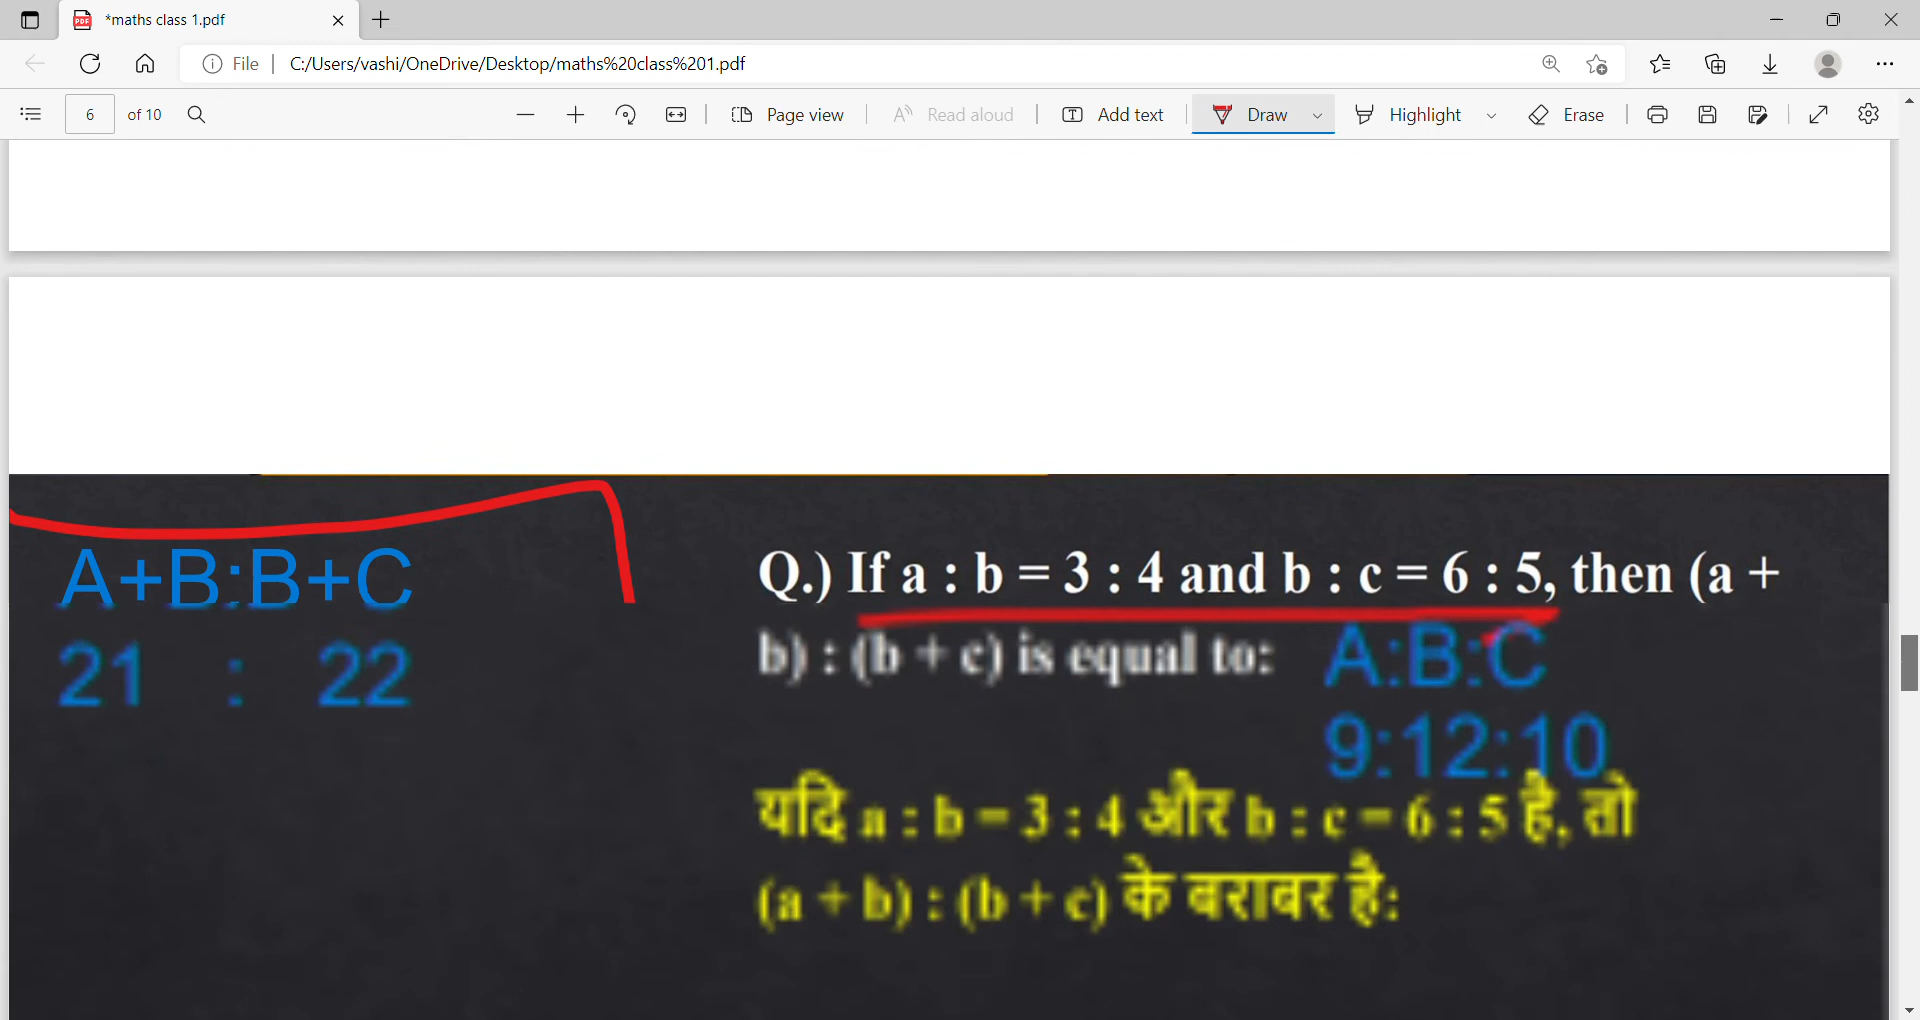 *maths class 1.pdf
File
C:/Users/vashi/OneDrive/Desktop/maths%20class%201.pdf
6 of 10
Page view
Read aloud
Add text
Draw
Highlight
Erase
A+B:B+C
21 : 22
Q.) If a : b = 3 : 4 and b : c = 6 : 5, then (a +
b) : (b + c) is equal to:
A:B:C
9:12:10
यदि a : b = 3 : 4 और b : c = 6 : 5 है, तो
(a + b) : (b + c) के बराबर है: